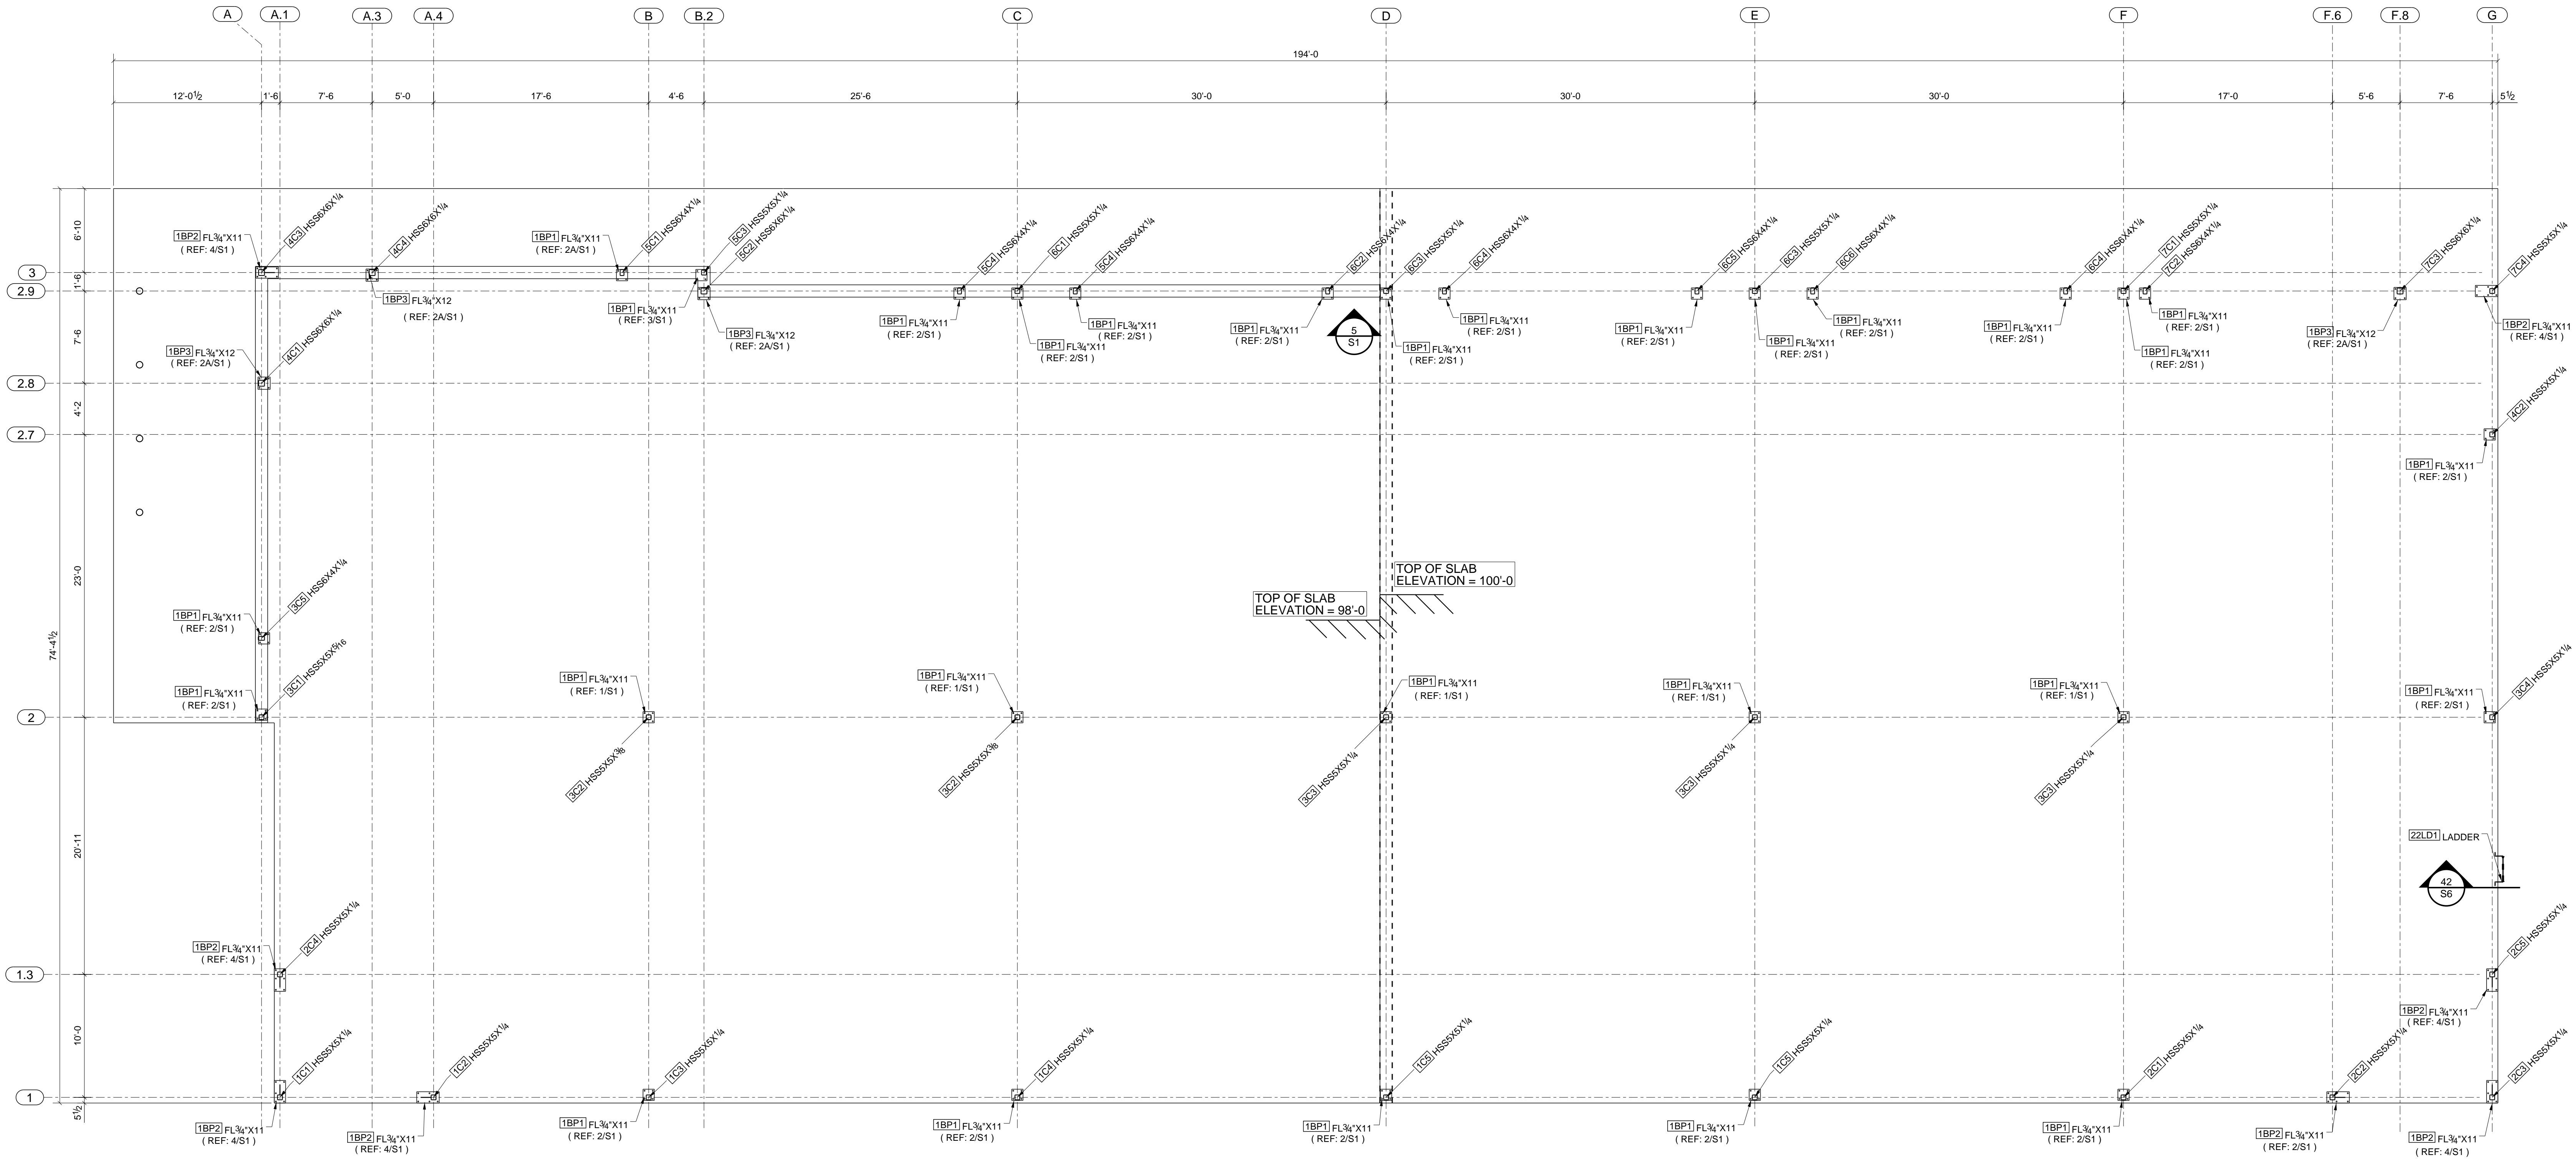 A
A.1
A.3
A.4
B
B.2
C
D
E
F
F.6
F.8
G
194'-0
12'-0½
1'-6
7'-6
5'-0
17'-6
4'-6
25'-6
30'-0
30'-0
30'-0
17'-0
5'-6
7'-6
5½
3
2.9
2.8
2.7
2
1.3
1
74'-4½
6'-10
1'-6
7'-6
4'-2
23'-0
20'-11
10'-0
5½
1BP2 FL¾"X11
( REF: 4/S1 )
4C3 HSS6X6X¼
4C4 HSS6X6X¼
1BP3 FL¾"X12
( REF: 2A/S1 )
1BP1 FL¾"X11
( REF: 2A/S1 )
5C1 HSS6X4X¼
5C3 HSS5X5X¼
5C2 HSS6X6X¼
1BP1 FL¾"X11
( REF: 3/S1 )
1BP3 FL¾"X12
( REF: 2A/S1 )
5C4 HSS6X4X¼
1BP1 FL¾"X11
( REF: 2/S1 )
6C1 HSS5X5X¼
1BP1 FL¾"X11
( REF: 2/S1 )
5C4 HSS6X4X¼
1BP1 FL¾"X11
( REF: 2/S1 )
6C2 HSS6X4X¼
1BP1 FL¾"X11
( REF: 2/S1 )
5
S1
6C3 HSS5X5X¼
1BP1 FL¾"X11
( REF: 2/S1 )
6C4 HSS6X4X¼
1BP1 FL¾"X11
( REF: 2/S1 )
6C5 HSS6X4X¼
1BP1 FL¾"X11
( REF: 2/S1 )
6C3 HSS5X5X¼
1BP1 FL¾"X11
( REF: 2/S1 )
6C6 HSS6X4X¼
1BP1 FL¾"X11
( REF: 2/S1 )
6C4 HSS6X4X¼
1BP1 FL¾"X11
( REF: 2/S1 )
7C1 HSS5X5X¼
7C2 HSS6X4X¼
1BP1 FL¾"X11
( REF: 2/S1 )
1BP1 FL¾"X11
( REF: 2/S1 )
7C3 HSS6X6X¼
1BP3 FL¾"X12
( REF: 2A/S1 )
7C4 HSS5X5X¼
1BP2 FL¾"X11
( REF: 4/S1 )
1BP3 FL¾"X12
( REF: 2A/S1 )
4C1 HSS6X6X¼
4C2 HSS5X5X¼
1BP1 FL¾"X11
( REF: 2/S1 )
TOP OF SLAB
ELEVATION = 100'-0
TOP OF SLAB
ELEVATION = 98'-0
1BP1 FL¾"X11
( REF: 2/S1 )
3C5 HSS6X4X¼
1BP1 FL¾"X11
( REF: 2/S1 )
3C1 HSS5X5X5⁄16
1BP1 FL¾"X11
( REF: 1/S1 )
3C2 HSS5X5X⅜
1BP1 FL¾"X11
( REF: 1/S1 )
3C2 HSS5X5X⅜
1BP1 FL¾"X11
( REF: 1/S1 )
3C3 HSS5X5X¼
1BP1 FL¾"X11
( REF: 1/S1 )
3C3 HSS5X5X¼
1BP1 FL¾"X11
( REF: 1/S1 )
3C3 HSS5X5X¼
1BP1 FL¾"X11
( REF: 2/S1 )
3C4 HSS5X5X¼
22LD1 LADDER
42
S6
1BP2 FL¾"X11
( REF: 4/S1 )
2C4 HSS5X5X¼
2C5 HSS5X5X¼
1BP2 FL¾"X11
( REF: 4/S1 )
1C1 HSS5X5X¼
1BP2 FL¾"X11
( REF: 4/S1 )
1C2 HSS5X5X¼
1BP2 FL¾"X11
( REF: 4/S1 )
1C3 HSS5X5X¼
1BP1 FL¾"X11
( REF: 2/S1 )
1C4 HSS5X5X¼
1BP1 FL¾"X11
( REF: 2/S1 )
1C5 HSS5X5X¼
1BP1 FL¾"X11
( REF: 2/S1 )
1C5 HSS5X5X¼
1BP1 FL¾"X11
( REF: 2/S1 )
2C1 HSS5X5X¼
1BP1 FL¾"X11
( REF: 2/S1 )
2C2 HSS5X5X¼
1BP2 FL¾"X11
( REF: 2/S1 )
2C3 HSS5X5X¼
1BP2 FL¾"X11
( REF: 4/S1 )